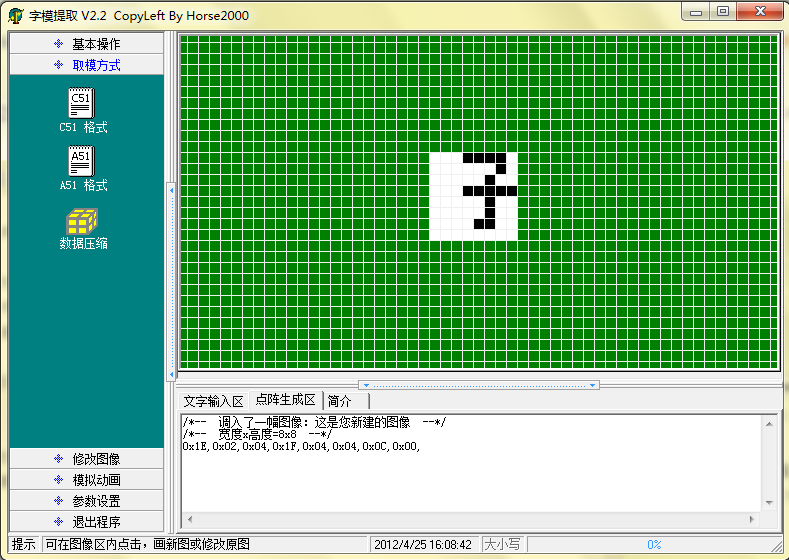 字模提取 V2.2 CopyLeft By Horse2000
基本操作
取模方式
C51
C51 格式
A51
A51 格式
数据压缩
子
修改图像
模拟动画
参数设置
退出程序
文字输入区 点阵生成区 简介
/*-- 调入了一幅图像：这是您新建的图像 --*/
/*-- 宽度x高度=8x8 --*/
0x1E,0x02,0x04,0x1F,0x04,0x04,0x0C,0x00,
提示 可在图像区内点击，画新图或修改原图 2012/4/25 16:08:42 大小写 0%